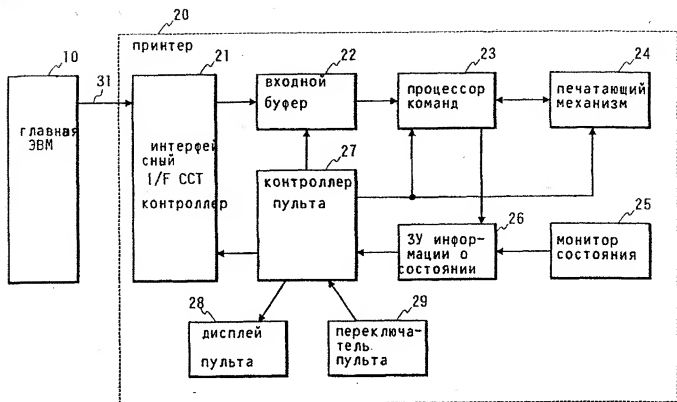 20
принтер
10
31
21
22
23
24
главная
ЭВМ
интерфей
сный
I/F CCT
контроллер
входной
буфер
процессор
команд
печатающий
механизм
27
контроллер
пульта
26
ЗУ инфор-
мации о
состоянии
25
монитор
состояния
28
дисплей
пульта
29
переключа-
тель.
пульта